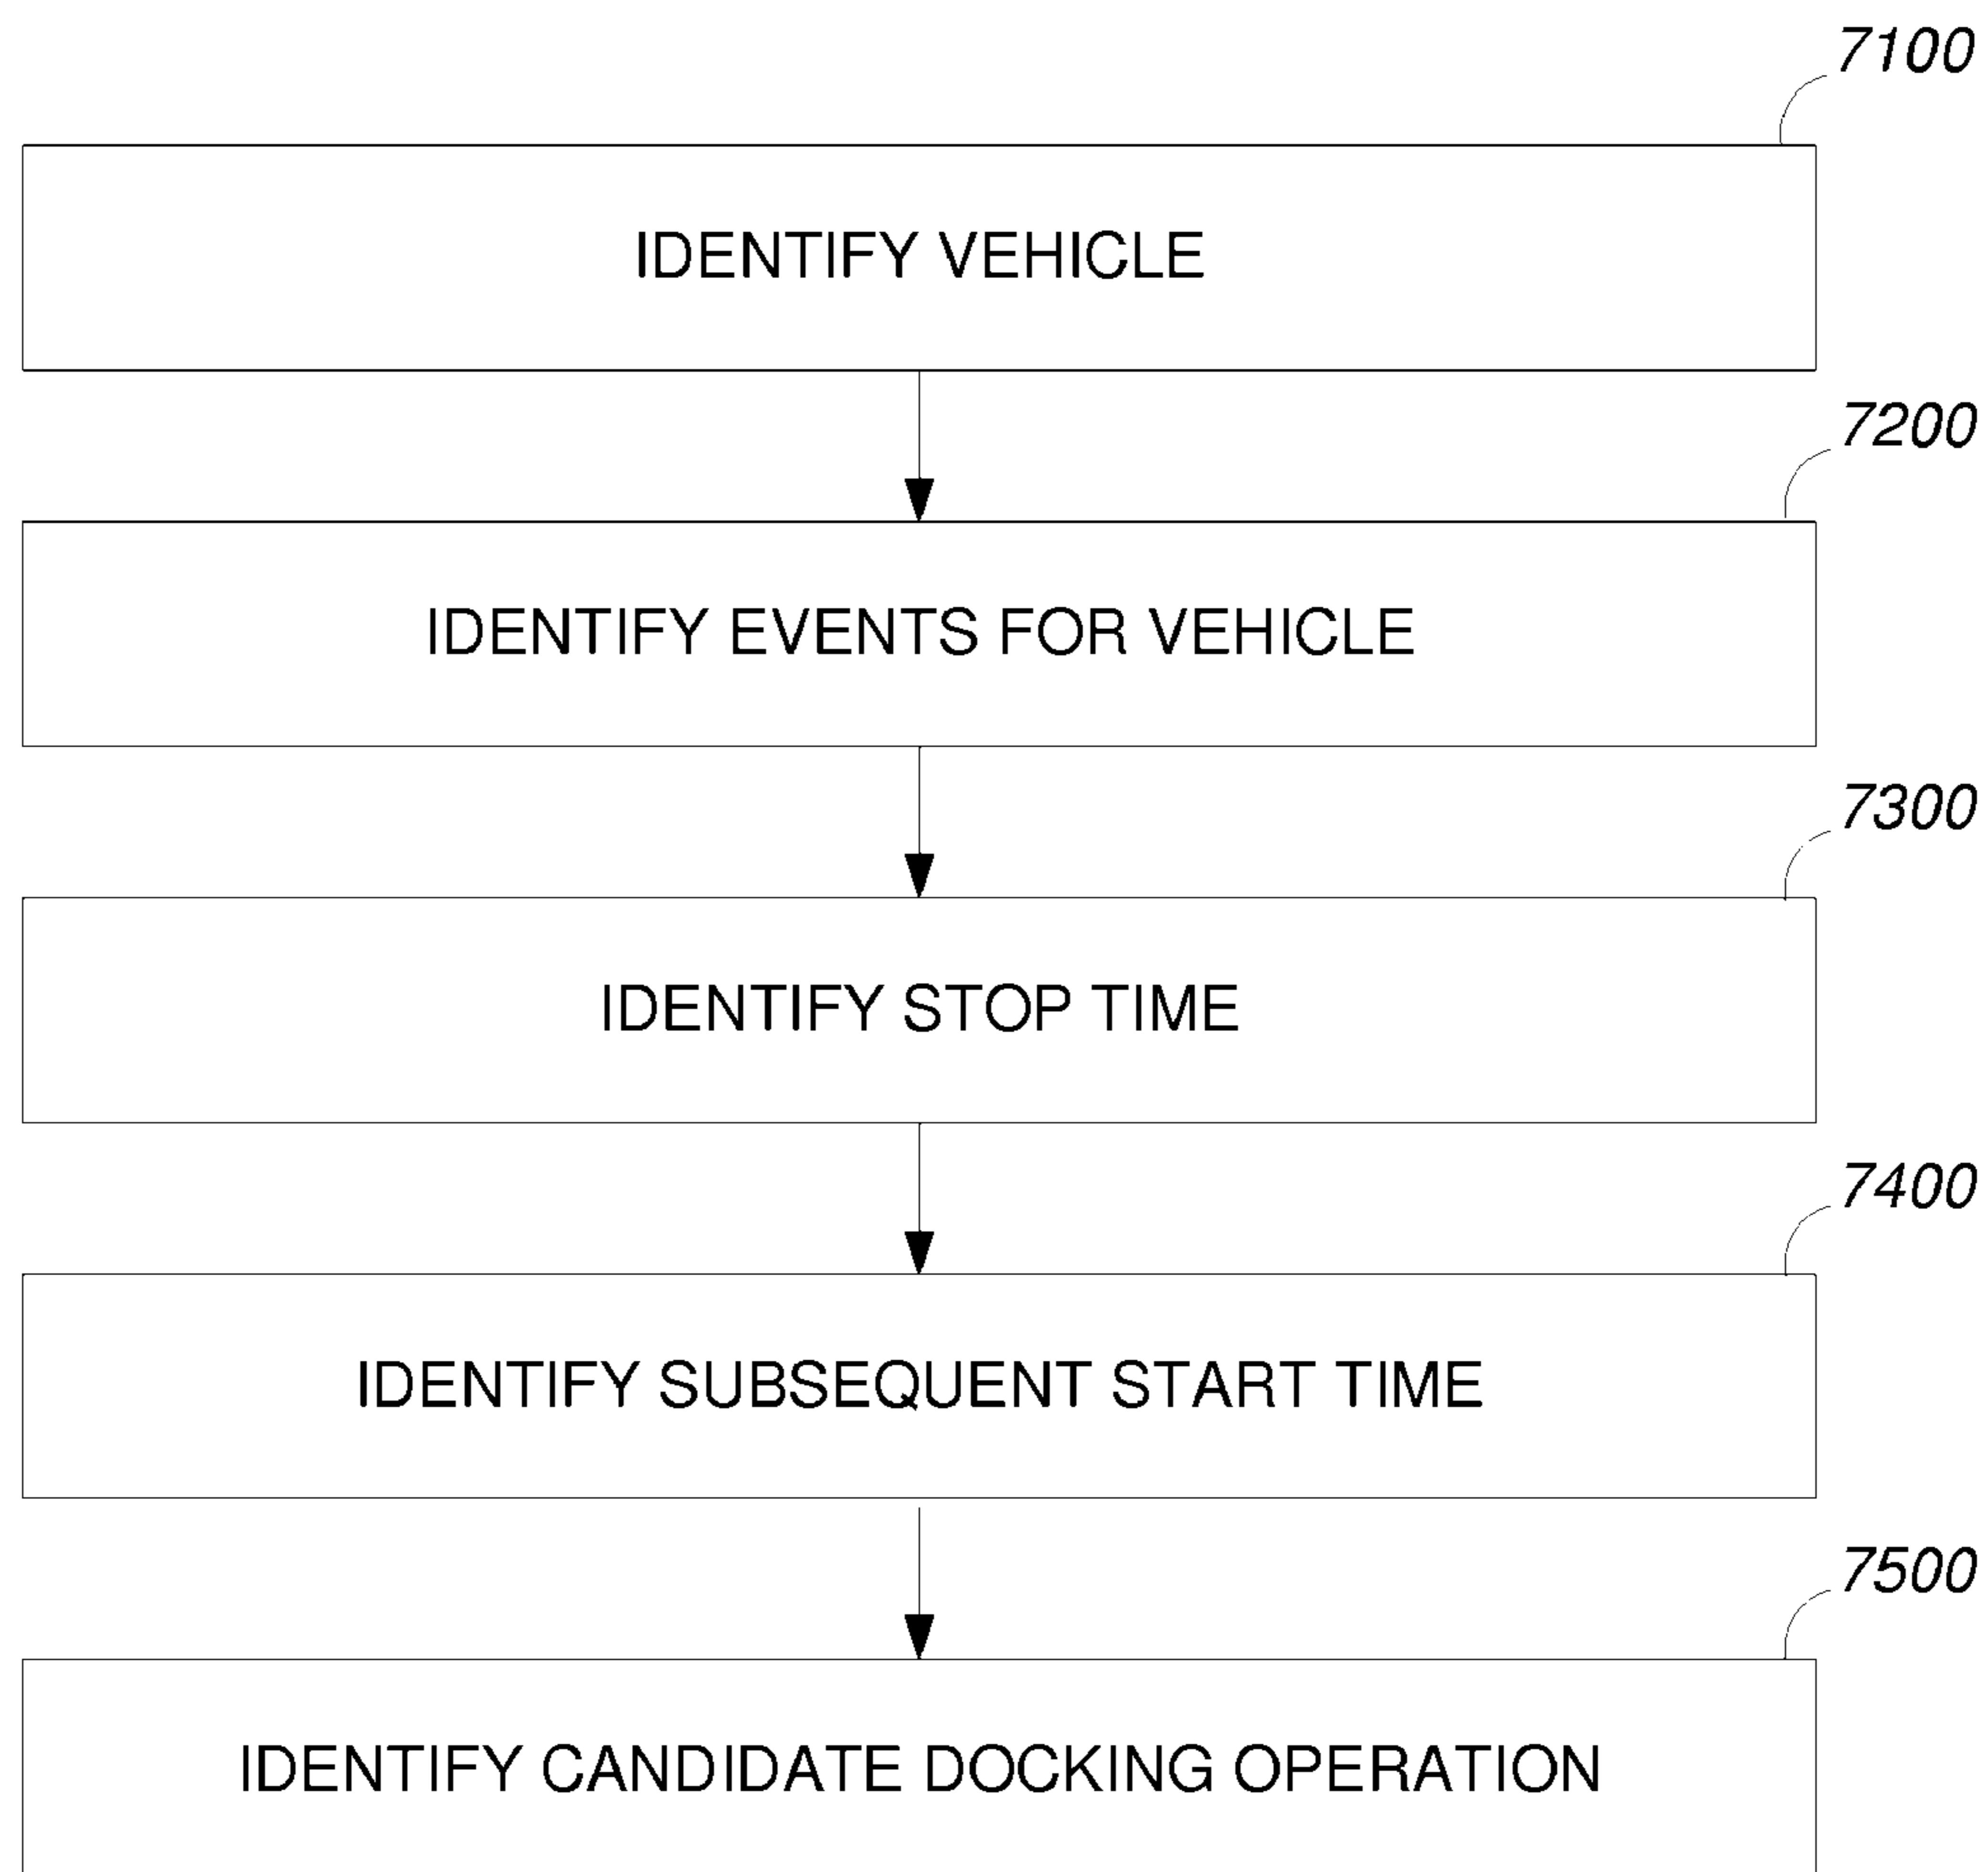 7100
IDENTIFY VEHICLE
7200
IDENTIFY EVENTS FOR VEHICLE
7300
IDENTIFY STOP TIME
7400
IDENTIFY SUBSEQUENT START TIME
7500
IDENTIFY CANDIDATE DOCKING OPERATION